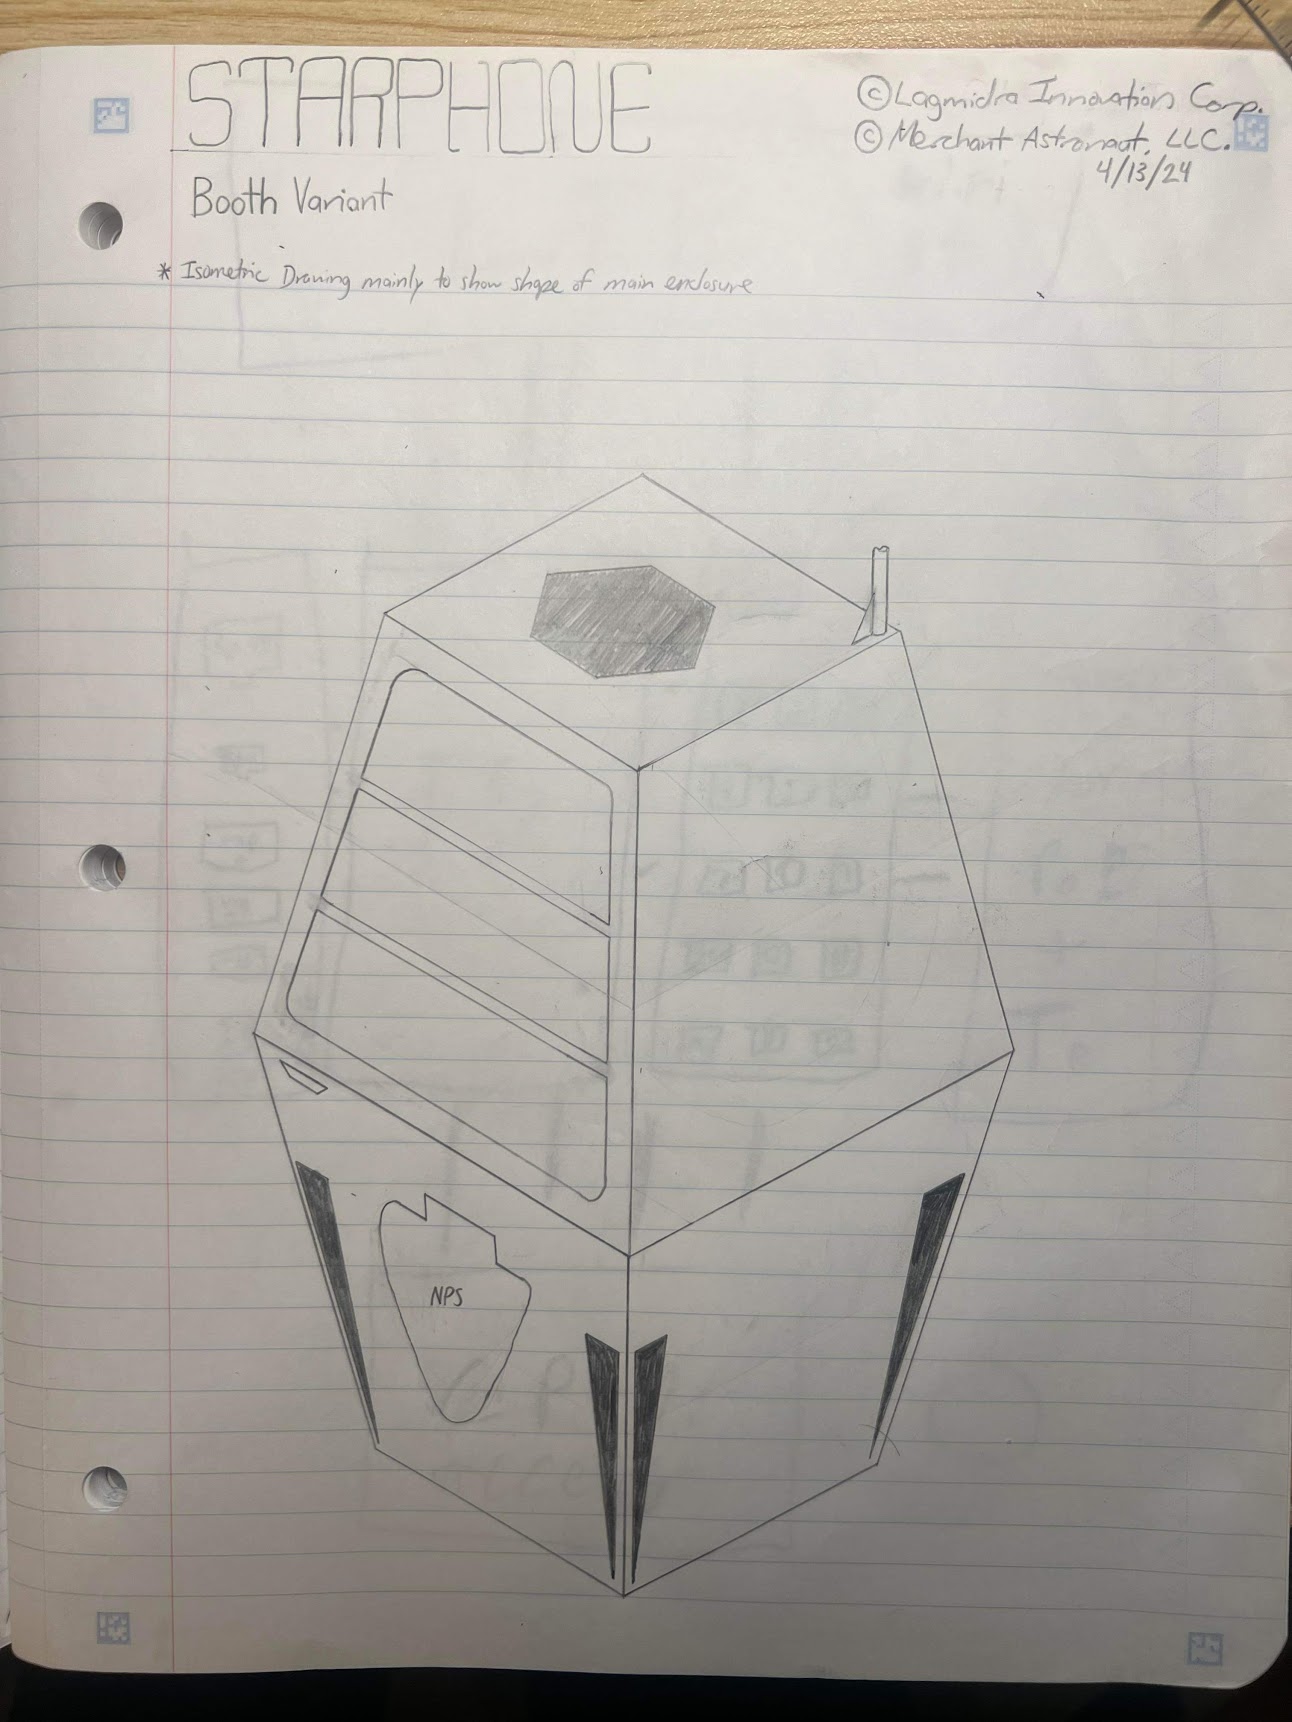 STARPHONE
©Lagmidra Innovation Corp.
©Merchant Astronaut, LLC.
4/13/24
Booth Variant
* Isometric Drawing mainly to show shape of main enclosure
NPS